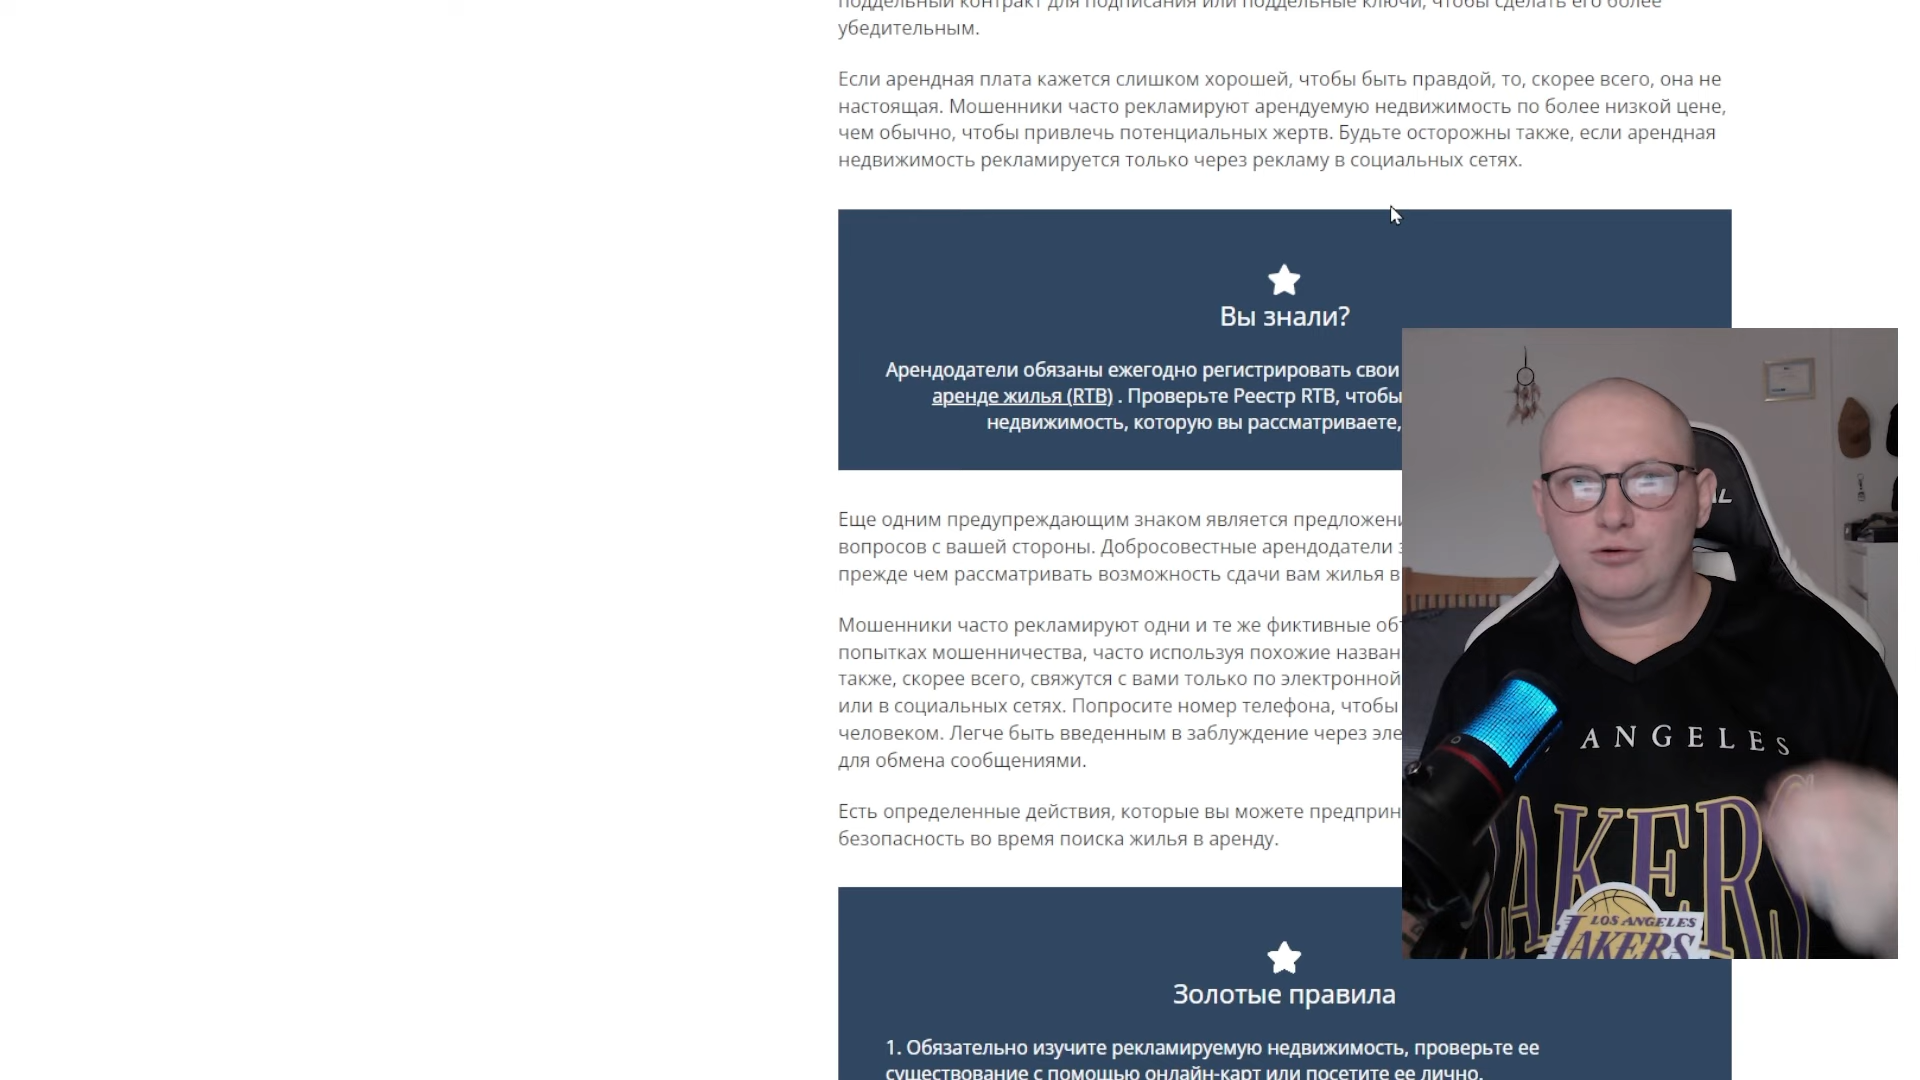 поддельный контракт для подписания или поддельные ключи, чтобы сделать его более
убедительным.
Если арендная плата кажется слишком хорошей, чтобы быть правдой, то, скорее всего, она не
настоящая. Мошенники часто рекламируют арендуемую недвижимость по более низкой цене,
чем обычно, чтобы привлечь потенциальных жертв. Будьте осторожны также, если арендная
недвижимость рекламируется только через рекламу в социальных сетях.
Вы знали?
Арендодатели обязаны ежегодно регистрировать свои
аренде жилья (RTB) . Проверьте Реестр RTB, чтобы
недвижимость, которую вы рассматриваете,
Еще одним предупреждающим знаком является
вопросов с вашей стороны. Добросовестные арендодатели
прежде чем рассматривать возможность сдачи вам жилья в
Мошенники часто рекламируют одни и те же фиктивные
попытках мошенничества, часто используя похожие
также, скорее всего, свяжутся с вами только по электронной
или в социальных сетях. Попросите номер телефона, чтобы
человеком. Легче быть введенным в заблуждение через
для обмена сообщениями.
Есть определенные действия, которые вы можете
безопасность во время поиска жилья в аренду.
Золотые правила
1. Обязательно изучите рекламируемую недвижимость, проверьте ее
существование с помощью онлайн-карт или посетите ее лично.
ANGELES
LAKERS
LOS ANGELES
LAKERS